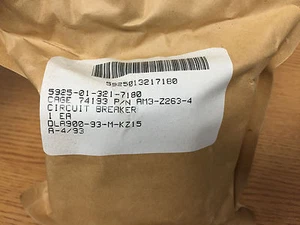 5925013217180
5925-01-321-7180
CAGE 74193 P/N AM3-Z263-4
CIRCUIT BREAKER
1 EA
DLA900-93-M-KZ15
A-4/93